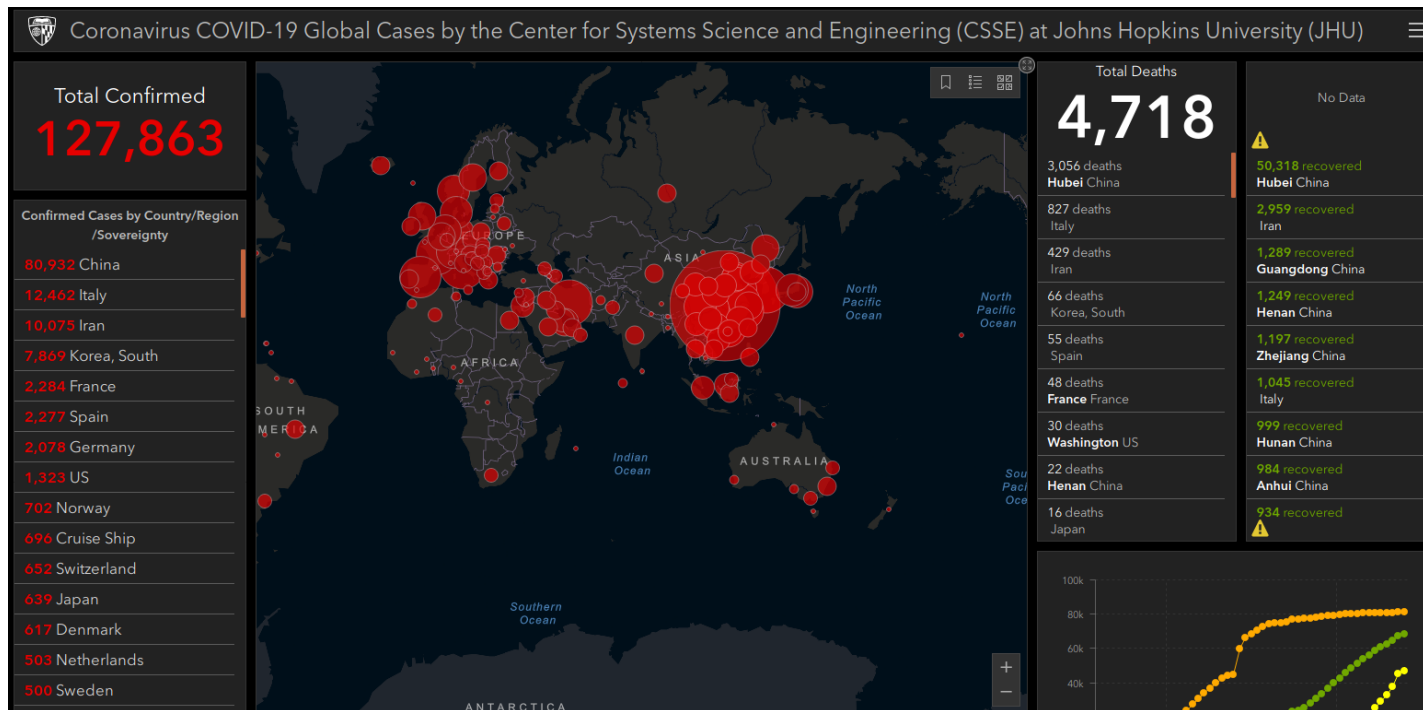 Coronavirus COVID-19 Global Cases by the Center for Systems Science and Engineering (CSSE) at Johns Hopkins University (JHU)
Total Confirmed
127,863
Confirmed Cases by Country/Region
/Sovereignty
80,932 China
12,462 Italy
10,075 Iran
7,869 Korea, South
2,284 France
2,277 Spain
2,078 Germany
1,323 US
702 Norway
696 Cruise Ship
652 Switzerland
639 Japan
617 Denmark
503 Netherlands
500 Sweden
EUROPE
ASIA
North
Pacific
Ocean
North
Pacific
Ocean
AFRICA
SOUTH
MERICA
Indian
Ocean
AUSTRALIA
Sou
Paci
Oce
Southern
Ocean
ANTARCTICA
+
−
Total Deaths
4,718
3,056 deaths
Hubei China
827 deaths
Italy
429 deaths
Iran
66 deaths
Korea, South
55 deaths
Spain
48 deaths
France France
30 deaths
Washington US
22 deaths
Henan China
16 deaths
Japan
No Data
50,318 recovered
Hubei China
2,959 recovered
Iran
1,289 recovered
Guangdong China
1,249 recovered
Henan China
1,197 recovered
Zhejiang China
1,045 recovered
Italy
999 recovered
Hunan China
984 recovered
Anhui China
934 recovered
100k
80k
60k
40k